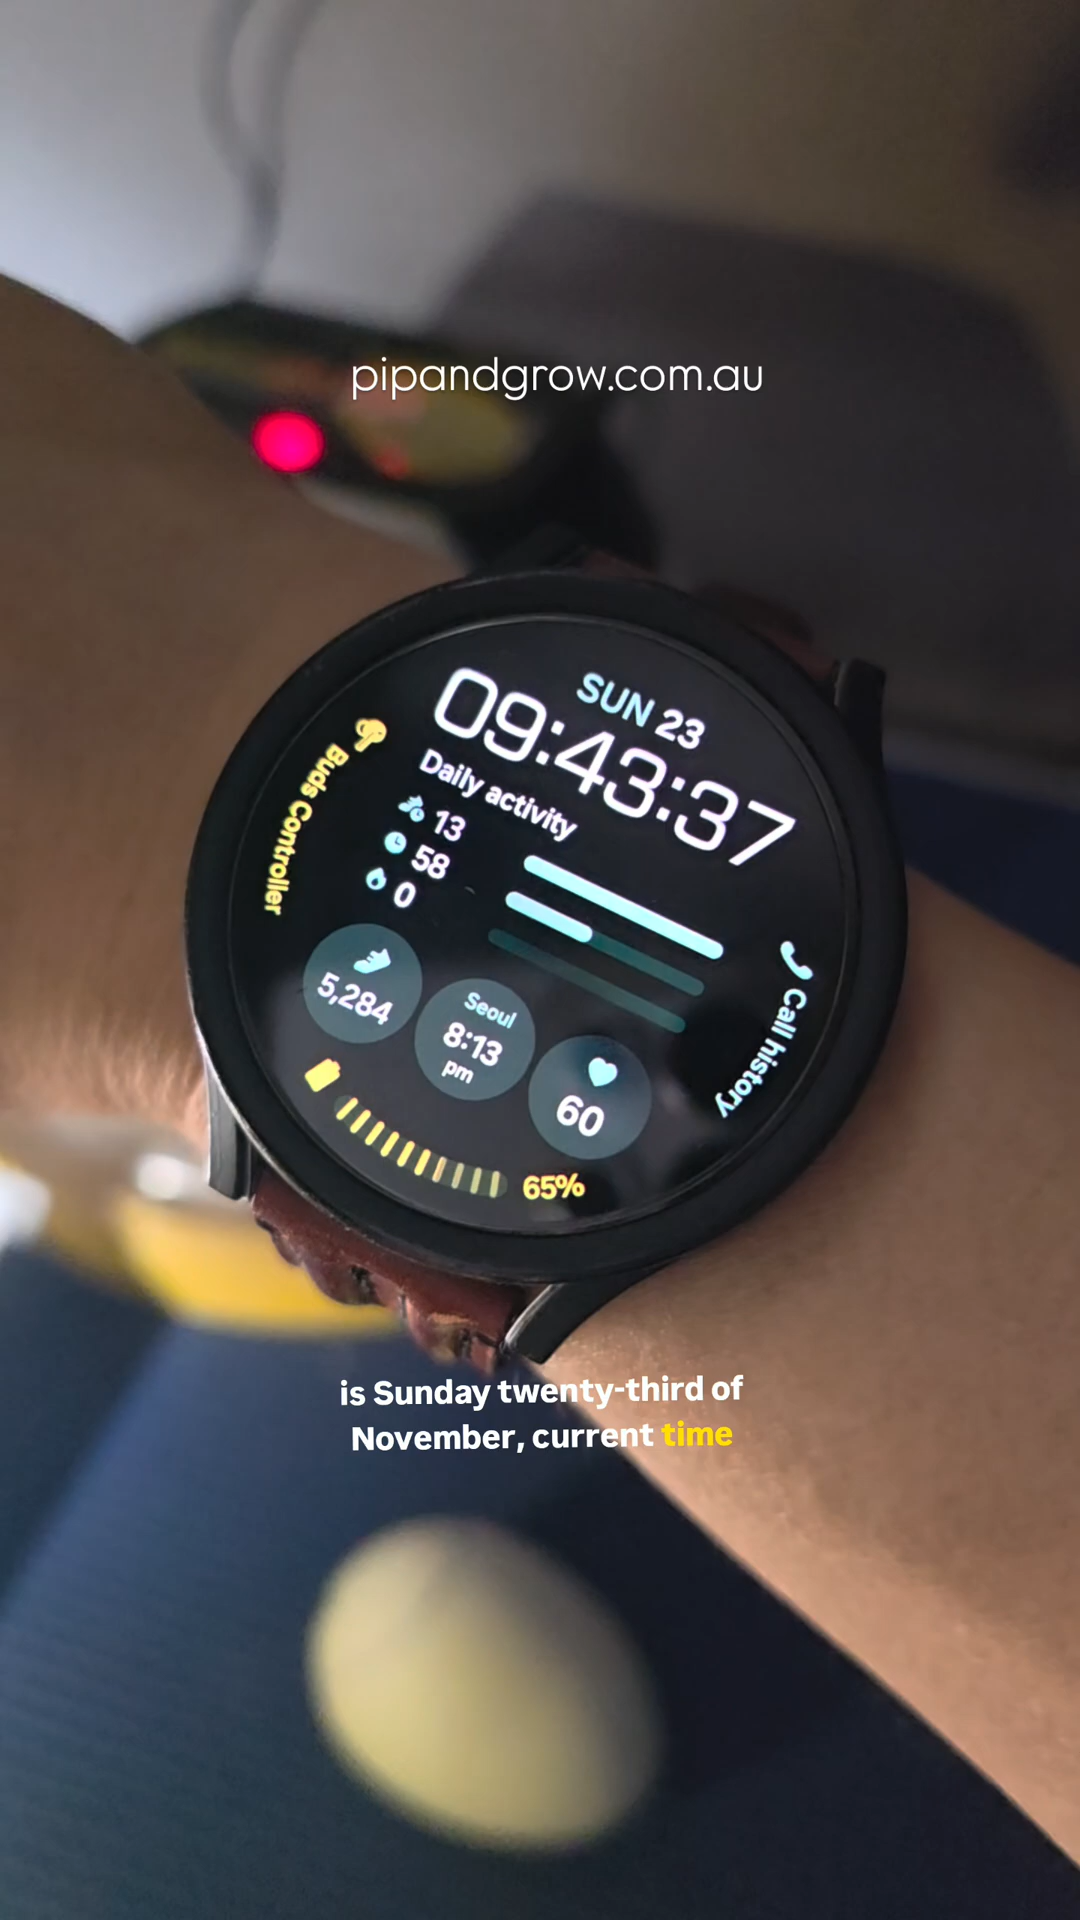 pipandgrow.com.au
SUN 23
09:43:37
Daily activity
13
58
0
Buds Controller
Call history
5,284
Seoul
8:13
pm
60
65%
is Sunday twenty-third of
November, current time